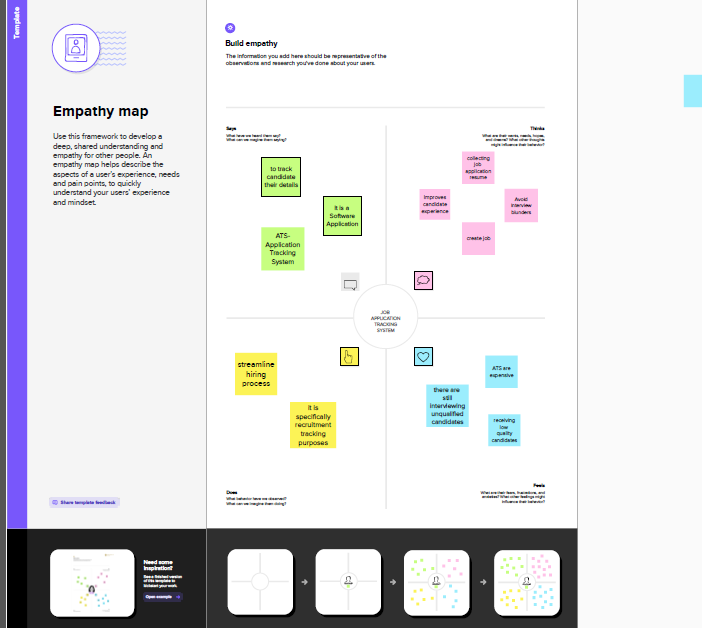 Template
Empathy map
Use this framework to develop a
deep, shared understanding and
empathy for other people. An
empathy map helps describe the
aspects of a user's experience, needs
and pain points, to quickly
understand your users' experience
and mindset.
Share template feedback
Build empathy
The information you add here should be representative of the
observations and research you've done about your users.
Says
What have we heard them say?
What can we imagine them saying?
Thinks
What are their wants, needs, hopes,
and dreams? What other thoughts
might influence their behavior?
to track
candidate
their details
It is a
Software
Application
ATS-
Application
Tracking
System
collecting
job
application
resume
Improves
candidate
experience
Avoid
interview
blunders
create job
JOB
APPLICATION
TRACKING
SYSTEM
streamline
hiring
process
It is
specifically
recruitment
tracking
purposes
ATS are
expensive
there are
still
interviewing
unqualified
candidates
receiving
low
quality
candidates
Does
What behavior have we observed?
What can we imagine them doing?
Feels
What are their fears, frustrations, and
anxieties? What other feelings might
influence their behavior?
Need some
inspiration?
See a finished version
of this template to
kickstart your work.
Open example